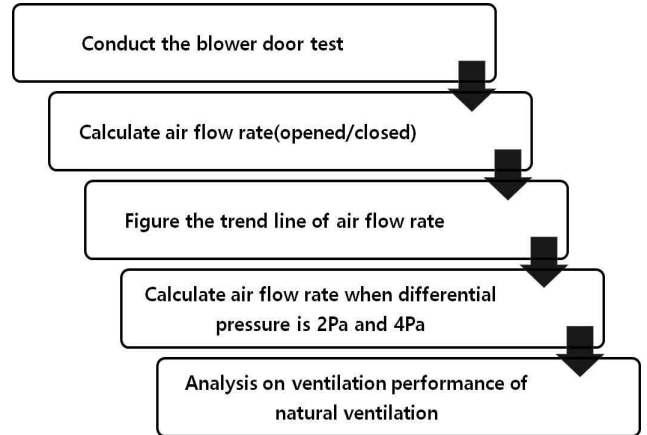 Conduct the blower door test
Calculate air flow rate(opened/closed)
Figure the trend line of air flow rate
Calculate air flow rate when differential
pressure is 2Pa and 4Pa
Analysis on ventilation performance of
natural ventilation